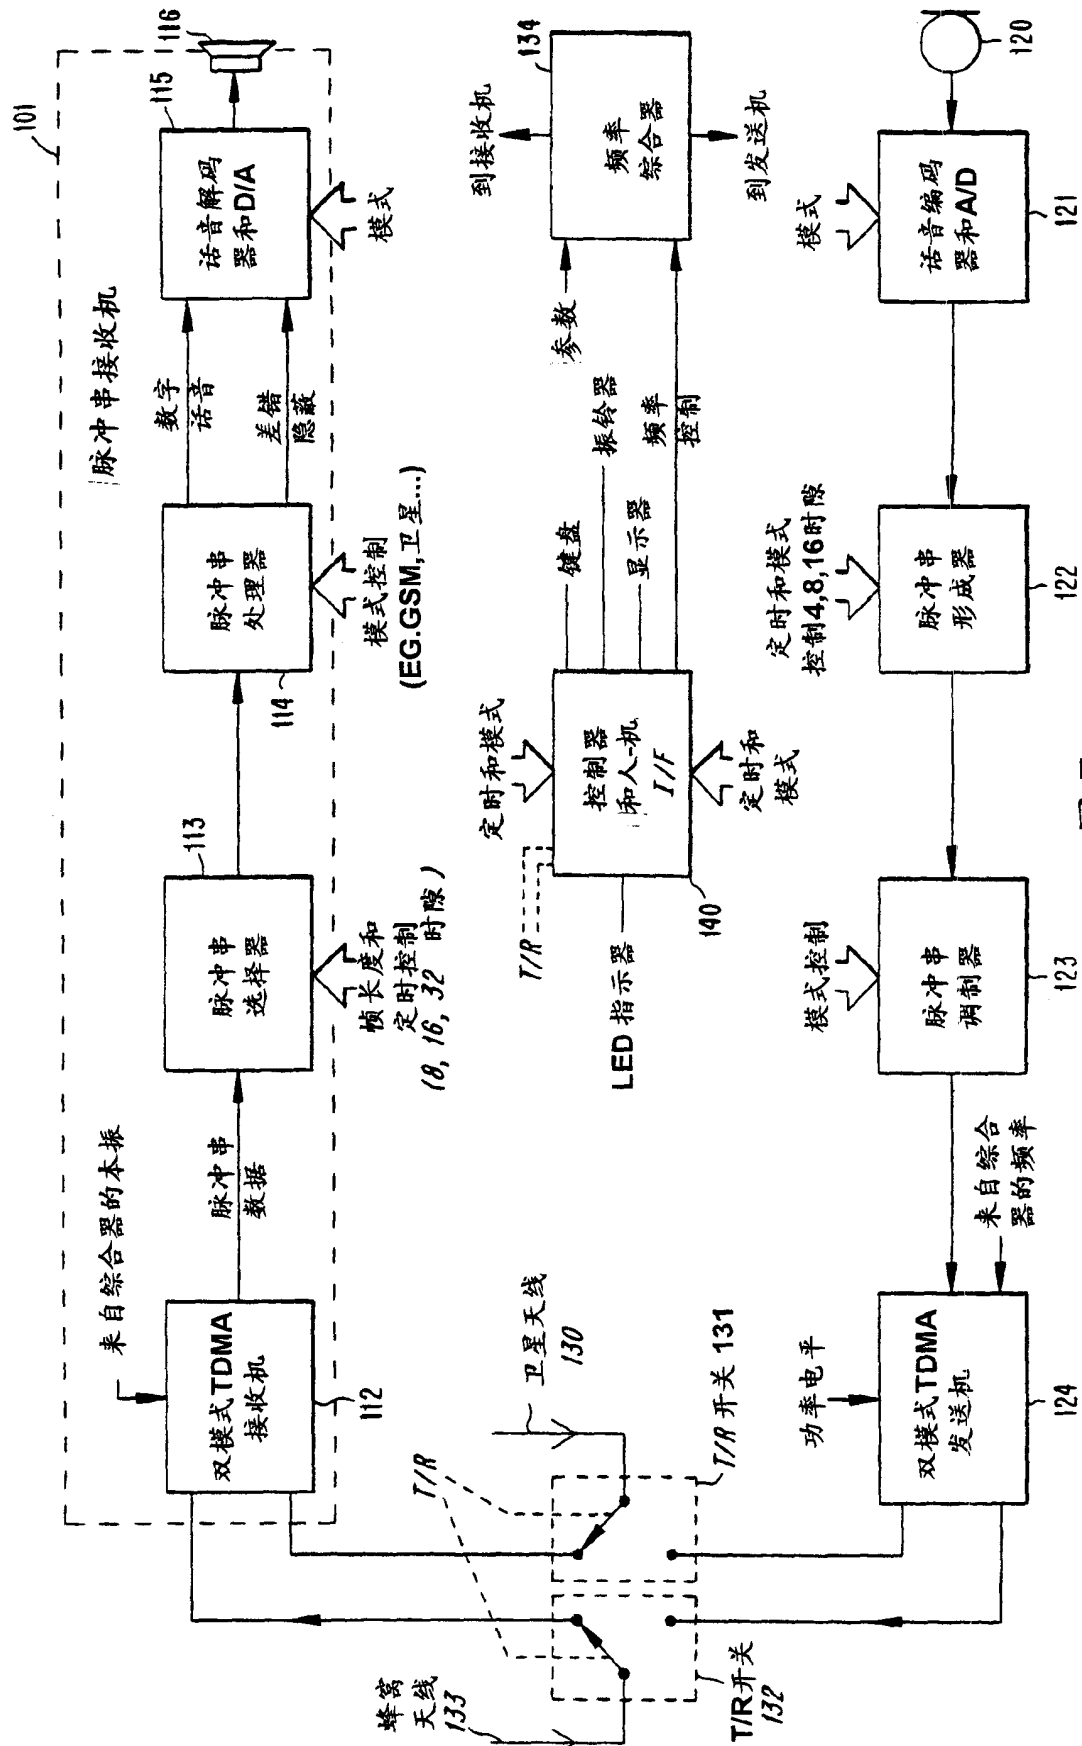 101
脉冲串接收机
来自综合器的本振
双模式TDMA
接收机
112
脉冲串
数据
脉冲串
选择器
113
帧长度和
定时控制
(8, 16, 32 时隙)
脉冲串
处理器
114
模式控制
(EG.GSM,卫星...)
数字
话音
差错
隐蔽
话音解码
器和D/A
115
模式
116
T/R
卫星天线
130
T/R 开关 131
蜂窝
天线
133
T/R开关
132
T/R
定时和模式
控制器
和人-机
I/F
140
定时和
模式
LED 指示器
键盘
振铃器
显示器
频率
控制
参数
频率
综合器
134
到接收机
到发送机
120
模式
话音编码
器和A/D
121
定时和模式
控制4,8,16时隙
脉冲串
形成器
122
模式控制
脉冲串
调制器
123
来自综合
器的频率
功率电平
双模式TDMA
发送机
124